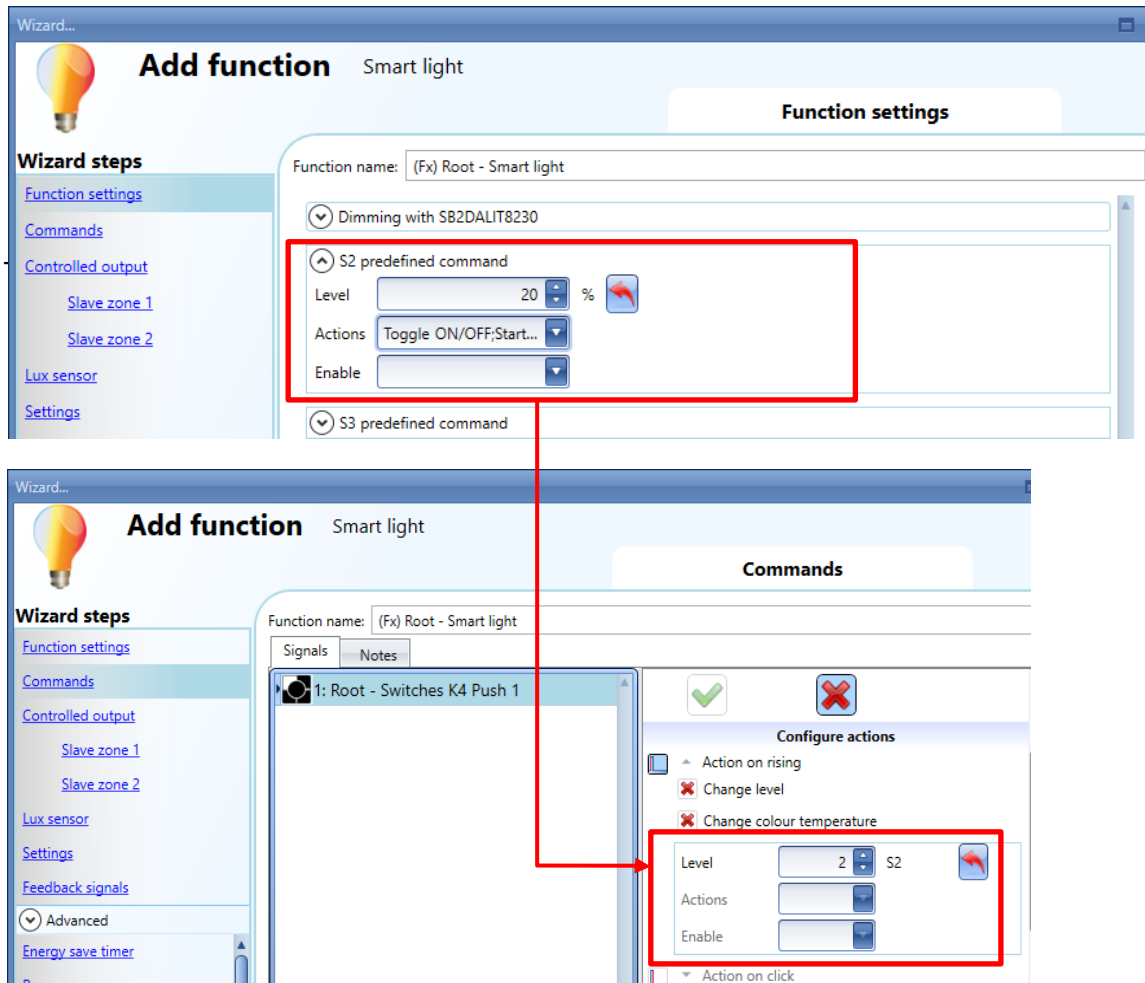 Wizard...
Add function Smart light
Function settings
Wizard steps
Function name: (Fx) Root - Smart light
Function settings
Dimming with SB2DALIT8230
Commands
S2 predefined command
Controlled output
Level 20 %
Slave zone 1
Actions Toggle ON/OFF;Start...
Slave zone 2
Enable
Lux sensor
Settings
S3 predefined command
Wizard...
Add function Smart light
Commands
Wizard steps
Function name: (Fx) Root - Smart light
Function settings
Signals Notes
Commands
1: Root - Switches K4 Push 1
Controlled output
Configure actions
Slave zone 1
Action on rising
Slave zone 2
Change level
Lux sensor
Change colour temperature
Settings
Level 2 S2
Feedback signals
Actions
Advanced
Enable
Energy save timer
Action on click